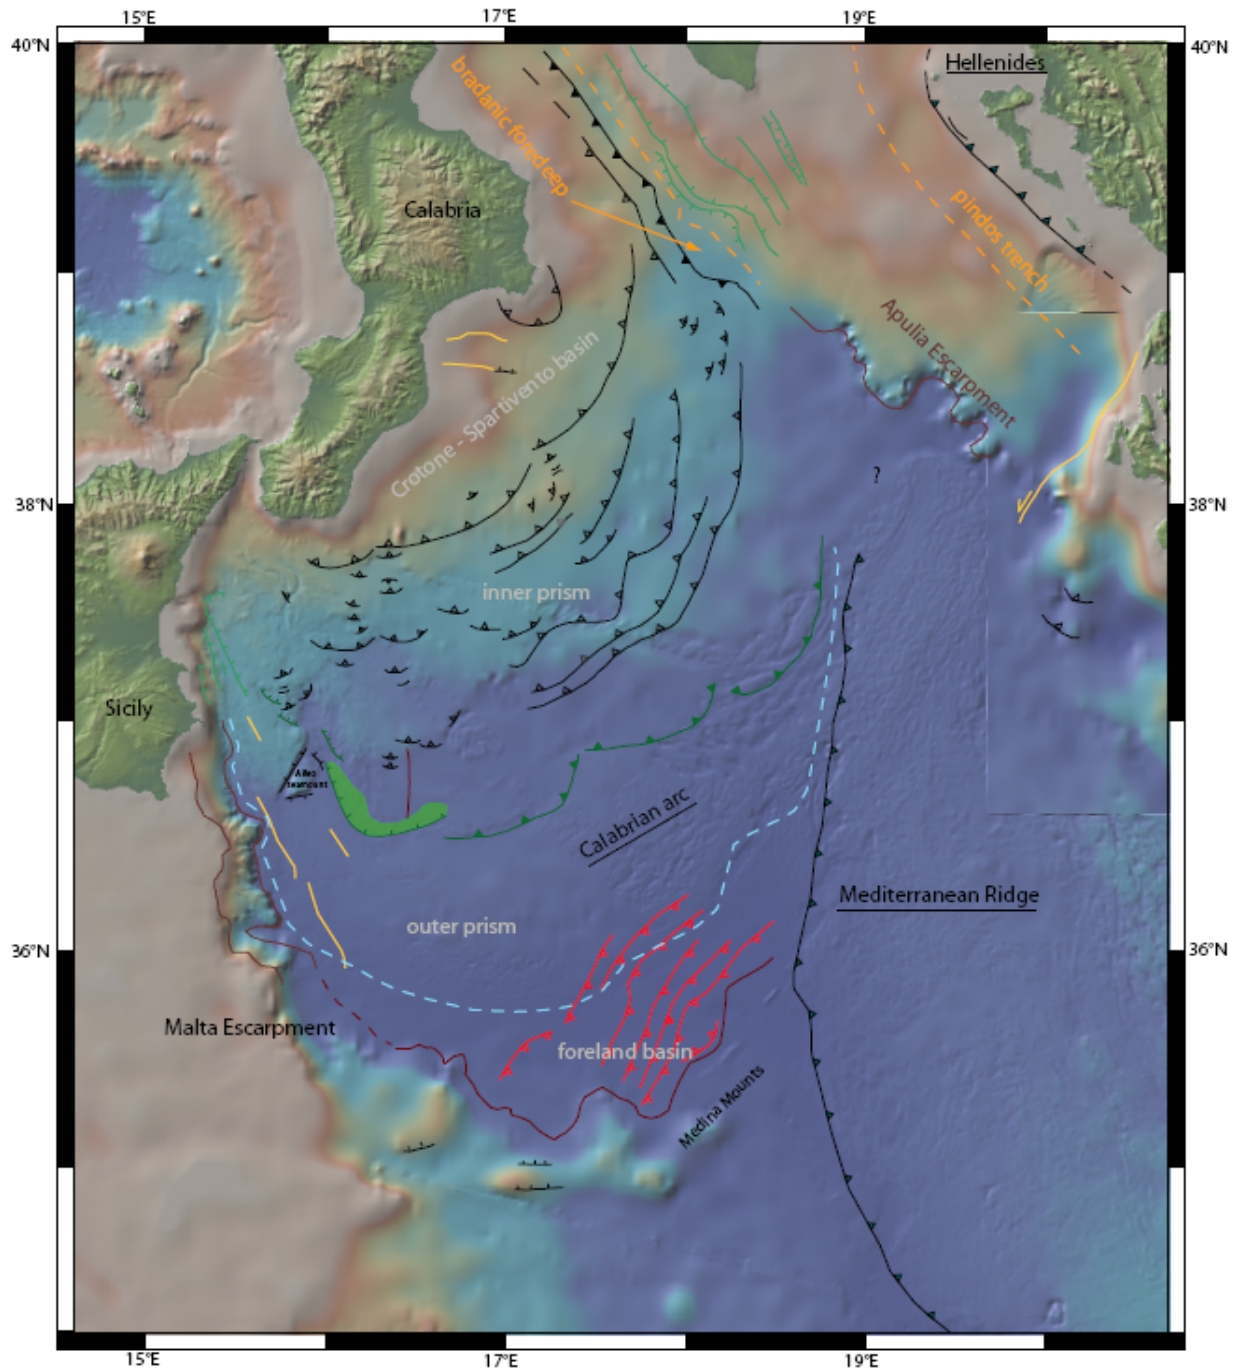 15°E 17°E 19°E
40°N 40°N
Hellenides
bradanic foredeep
Calabria
pindos trench
Apulia Escarpment
Crotone - Spartivento basin
?
38°N 38°N
inner prism
Sicily
Alfeo
seamount
Calabrian arc
Mediterranean Ridge
outer prism
36°N 36°N
Malta Escarpment
foreland basin
Medina Mounts
15°E 17°E 19°E